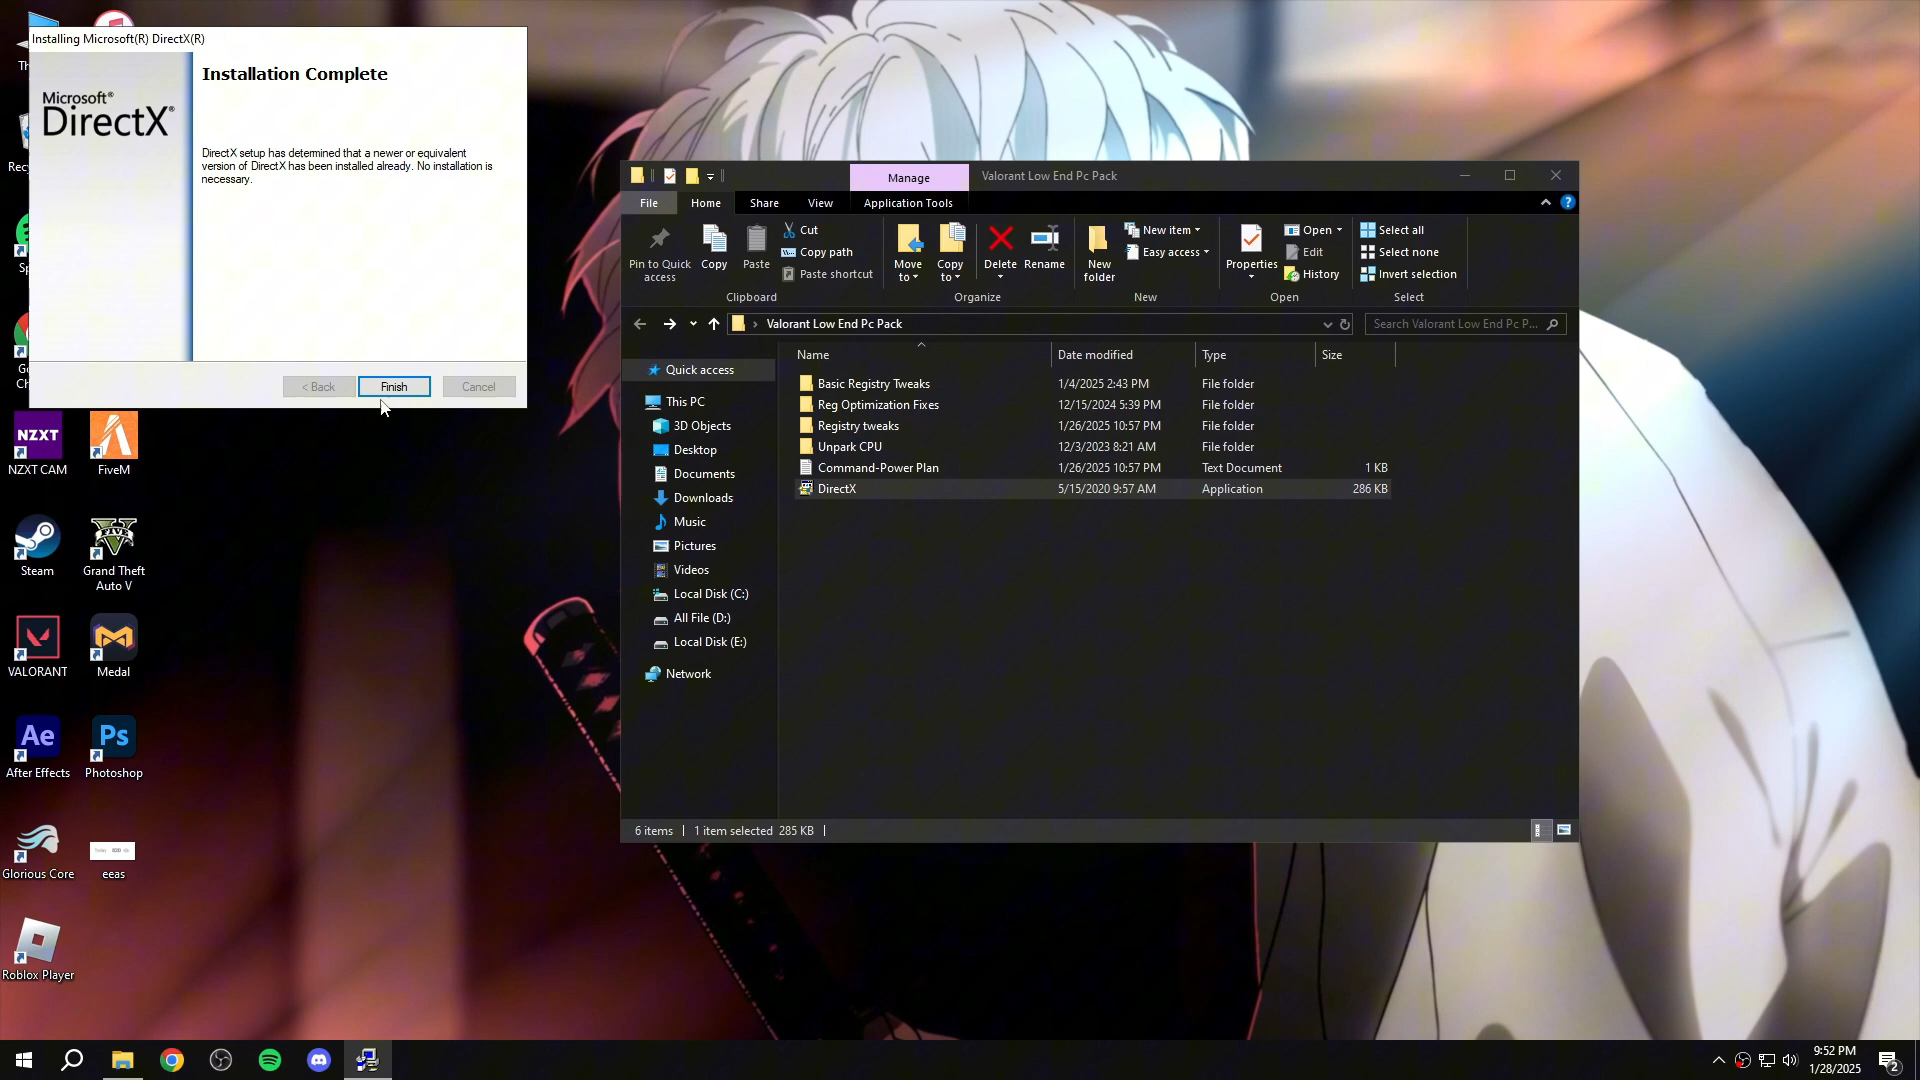 Installing Microsoft(R) DirectX(R)
Microsoft®
DirectX®
Installation Complete
DirectX setup has determined that a newer or equivalent
version of DirectX has been installed already. No installation is
necessary.
< Back
Finish
Cancel
NZXT
NZXT CAM
FiveM
Steam
FIVE
Grand Theft
Auto V
VALORANT
Medal
Ae
After Effects
Ps
Photoshop
Glorious Core
eeas
Roblox Player
Manage
Valorant Low End Pc Pack
File
Home
Share
View
Application Tools
Pin to Quick
access
Copy
Paste
Cut
Copy path
Paste shortcut
Clipboard
Move
to
Copy
to
Delete
Rename
Organize
New
folder
New item
Easy access
New
Properties
Open
Edit
History
Open
Select all
Select none
Invert selection
Select
Valorant Low End Pc Pack
Search Valorant Low End Pc P...
Quick access
This PC
3D Objects
Desktop
Documents
Downloads
Music
Pictures
Videos
Local Disk (C:)
All File (D:)
Local Disk (E:)
Network
Name Date modified Type Size
Basic Registry Tweaks 1/4/2025 2:43 PM File folder
Reg Optimization Fixes 12/15/2024 5:39 PM File folder
Registry tweaks 1/26/2025 10:57 PM File folder
Unpark CPU 12/3/2023 8:21 AM File folder
Command-Power Plan 1/26/2025 10:57 PM Text Document 1 KB
DirectX 5/15/2020 9:57 AM Application 286 KB
6 items 1 item selected 285 KB
9:52 PM
1/28/2025
2